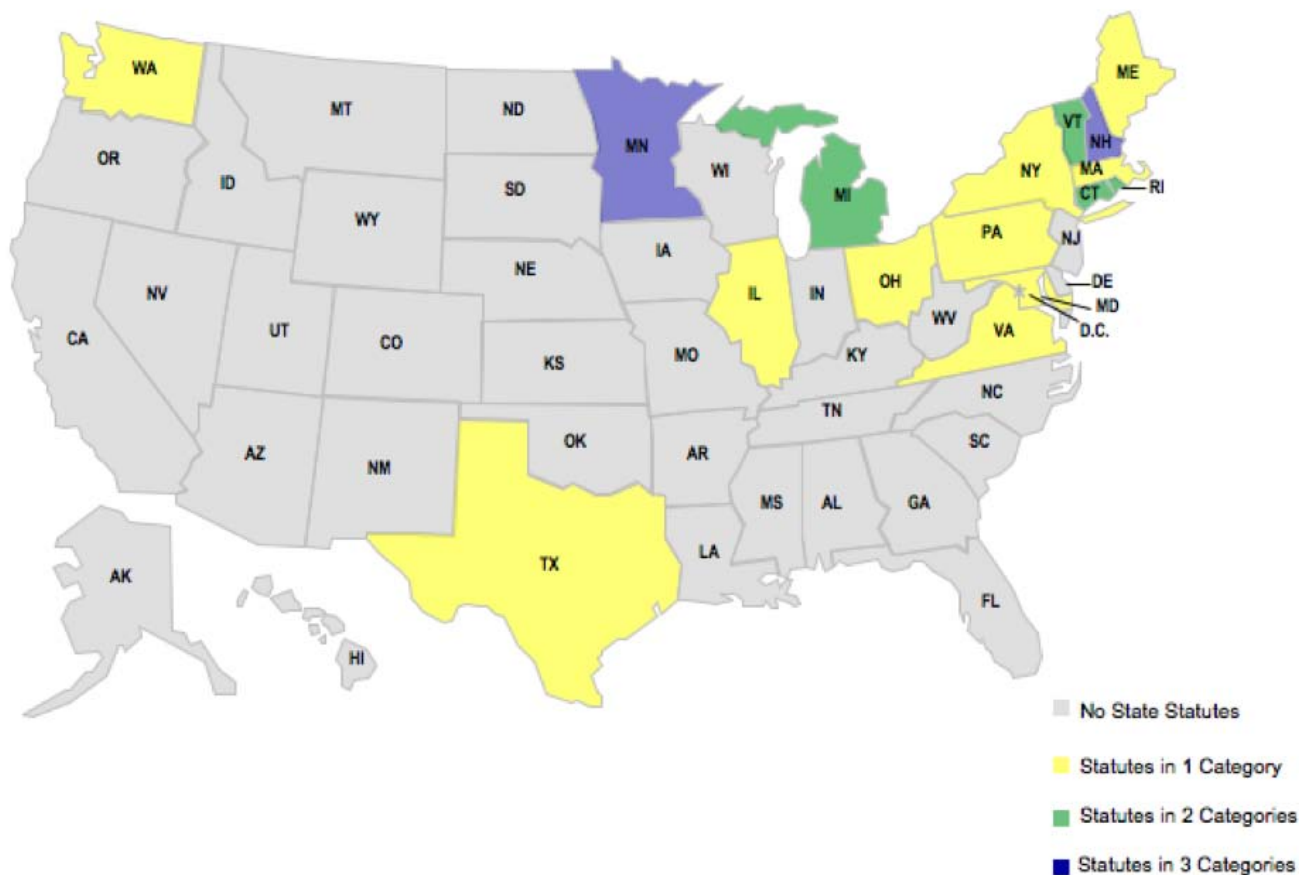 WA
MT
ND
MN
ME
VT
NH
OR
ID
SD
WI
NY
MA
RI
CT
WY
MI
PA
IA
NJ
NE
OH
DE
IL
IN
MD
NV
WV
D.C.
UT
VA
CA
CO
MO
KY
KS
NC
TN
OK
SC
AZ
NM
AR
MS
AL
GA
LA
TX
AK
FL
HI
No State Statutes
Statutes in 1 Category
Statutes in 2 Categories
Statutes in 3 Categories